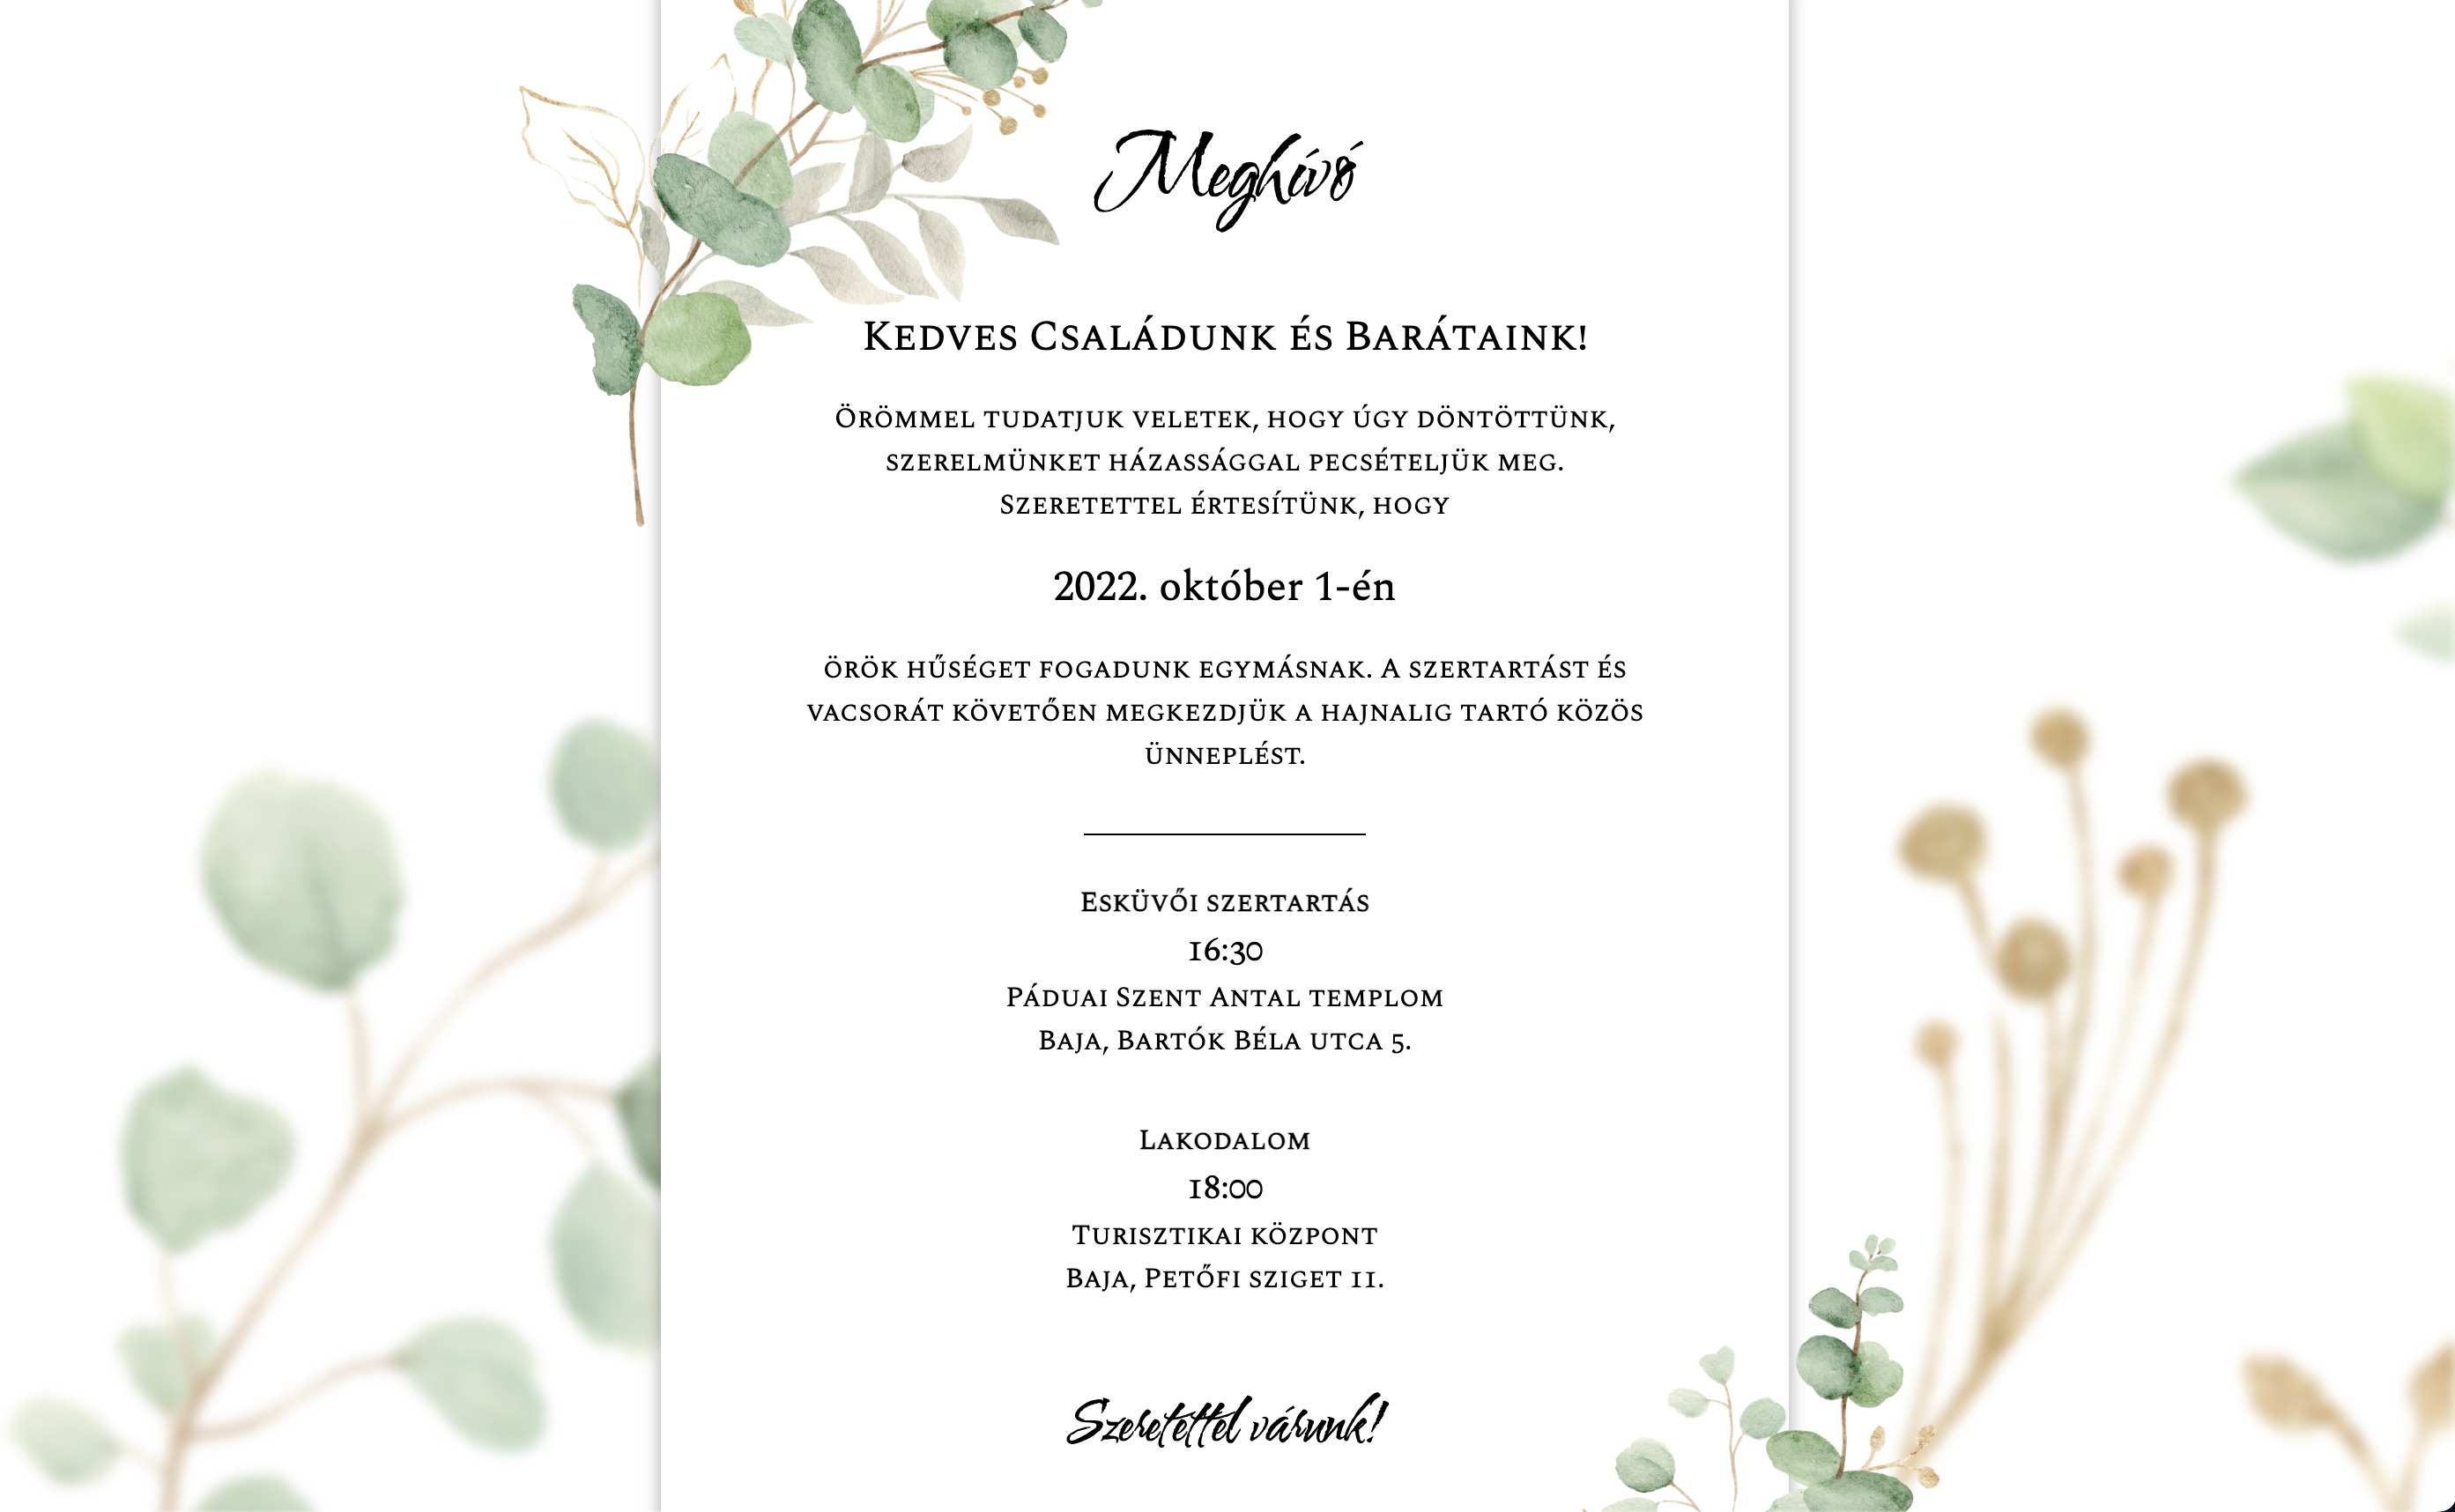 Meghívó
Kedves Családunk és Barátaink!
Örömmel tudatjuk veletek, hogy úgy döntöttünk,
szerelmünket házassággal pecsételjük meg.
Szeretettel értesítünk, hogy
2022. október 1-én
örök hűséget fogadunk egymásnak. A szertartást és
vacsorát követően megkezdjük a hajnalig tartó közös
ünneplést.
Esküvői szertartás
16:30
Páduai Szent Antal templom
Baja, Bartók Béla utca 5.
Lakodalom
18:00
Turisztikai központ
Baja, Petőfi sziget 11.
Szeretettel várunk!